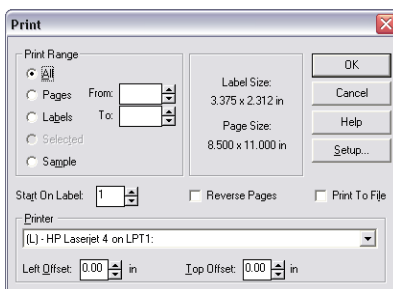 Print
Print Range
All
Pages From:
Labels To:
Selected
Sample
Label Size:
3.375 x 2.312 in
Page Size:
8.500 x 11.000 in
OK
Cancel
Help
Setup...
Start On Label: 1 Reverse Pages Print To File
Printer
(L) - HP Laserjet 4 on LPT1:
Left Offset: 0.00 in Top Offset: 0.00 in